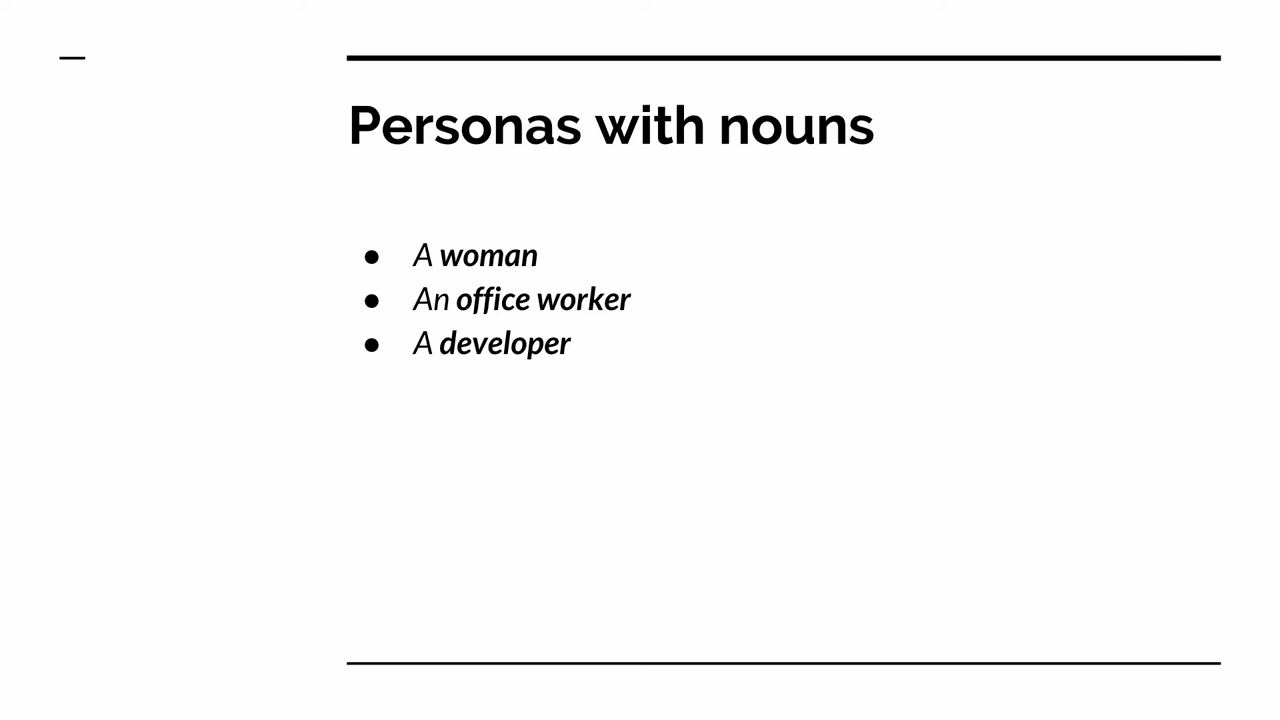 Personas with nouns
● A woman
● An office worker
● A developer